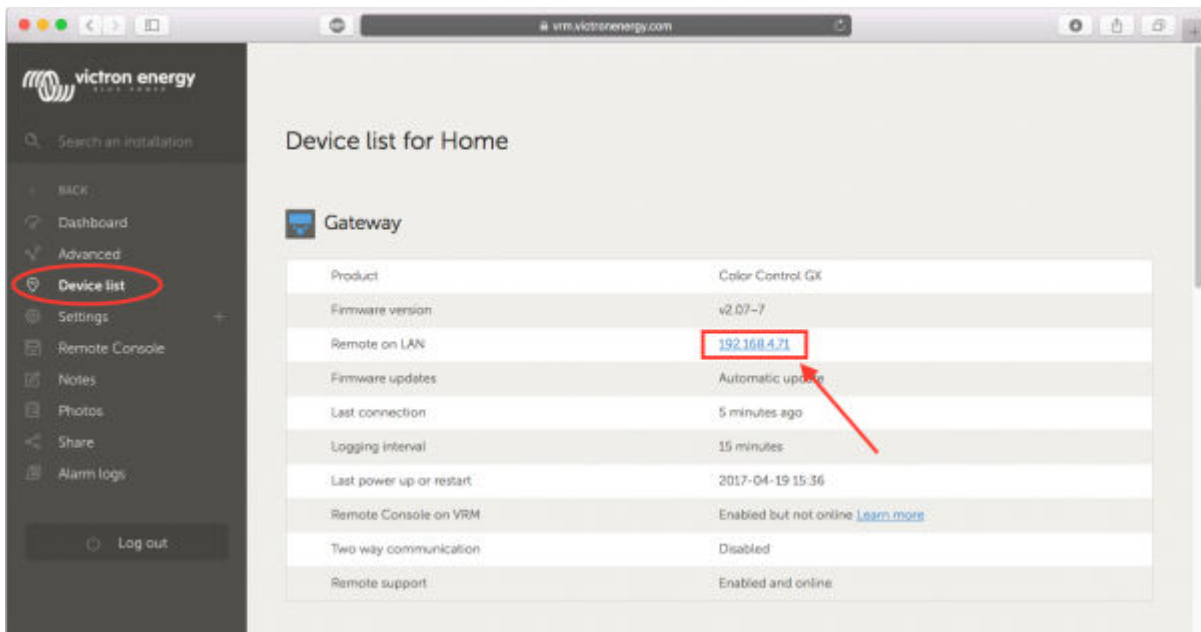 vrm.victronenergy.com
victron energy
BLUE POWER
Search an installation
BACK
Dashboard
Advanced
Device list
Settings
Remote Console
Notes
Photos
Share
Alarm logs
Log out
Device list for Home
Gateway
Product Color Control GX
Firmware version v2.07~7
Remote on LAN 192.168.4.71
Firmware updates Automatic update
Last connection 5 minutes ago
Logging interval 15 minutes
Last power up or restart 2017-04-19 15:36
Remote Console on VRM Enabled but not online Learn more
Two way communication Disabled
Remote support Enabled and online